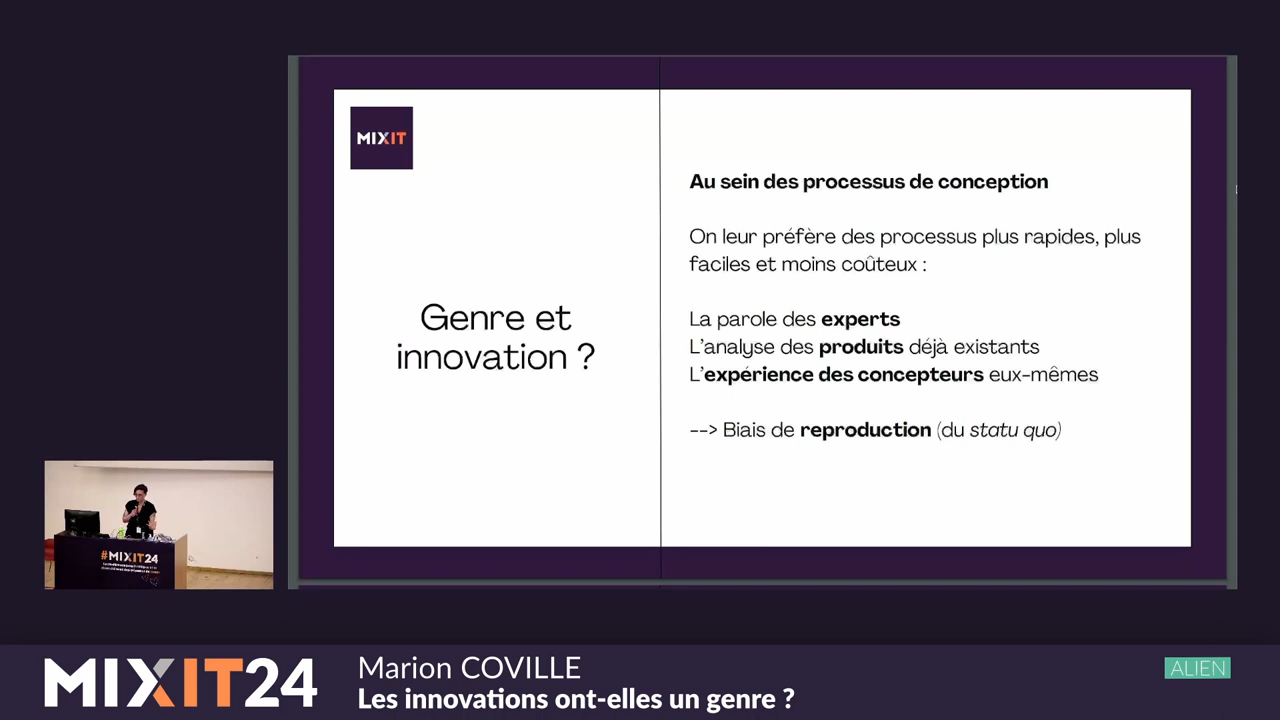 MIXIT
Genre et
innovation ?
Au sein des processus de conception
On leur préfère des processus plus rapides, plus
faciles et moins coûteux :
La parole des experts
L'analyse des produits déjà existants
L'expérience des concepteurs eux-mêmes
--> Biais de reproduction (du statu quo)
#MIXIT24
MIXIT24
Marion COVILLE
Les innovations ont-elles un genre ?
ALIEN